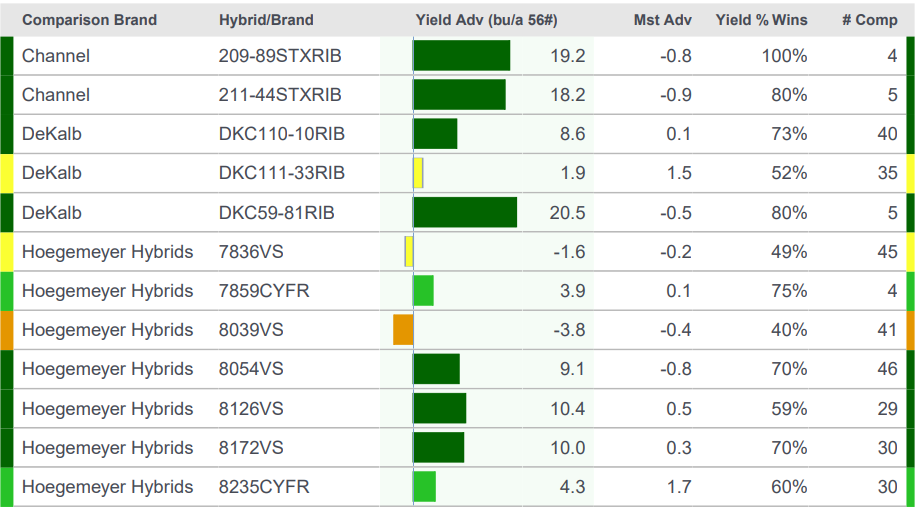 Comparison Brand Hybrid/Brand Yield Adv (bu/a 56#) Mst Adv Yield % Wins # Comp
Channel 209-89STXRIB 19.2 -0.8 100% 4
Channel 211-44STXRIB 18.2 -0.9 80% 5
DeKalb DKC110-10RIB 8.6 0.1 73% 40
DeKalb DKC111-33RIB 1.9 1.5 52% 35
DeKalb DKC59-81RIB 20.5 -0.5 80% 5
Hoegemeyer Hybrids 7836VS -1.6 -0.2 49% 45
Hoegemeyer Hybrids 7859CYFR 3.9 0.1 75% 4
Hoegemeyer Hybrids 8039VS -3.8 -0.4 40% 41
Hoegemeyer Hybrids 8054VS 9.1 -0.8 70% 46
Hoegemeyer Hybrids 8126VS 10.4 0.5 59% 29
Hoegemeyer Hybrids 8172VS 10.0 0.3 70% 30
Hoegemeyer Hybrids 8235CYFR 4.3 1.7 60% 30